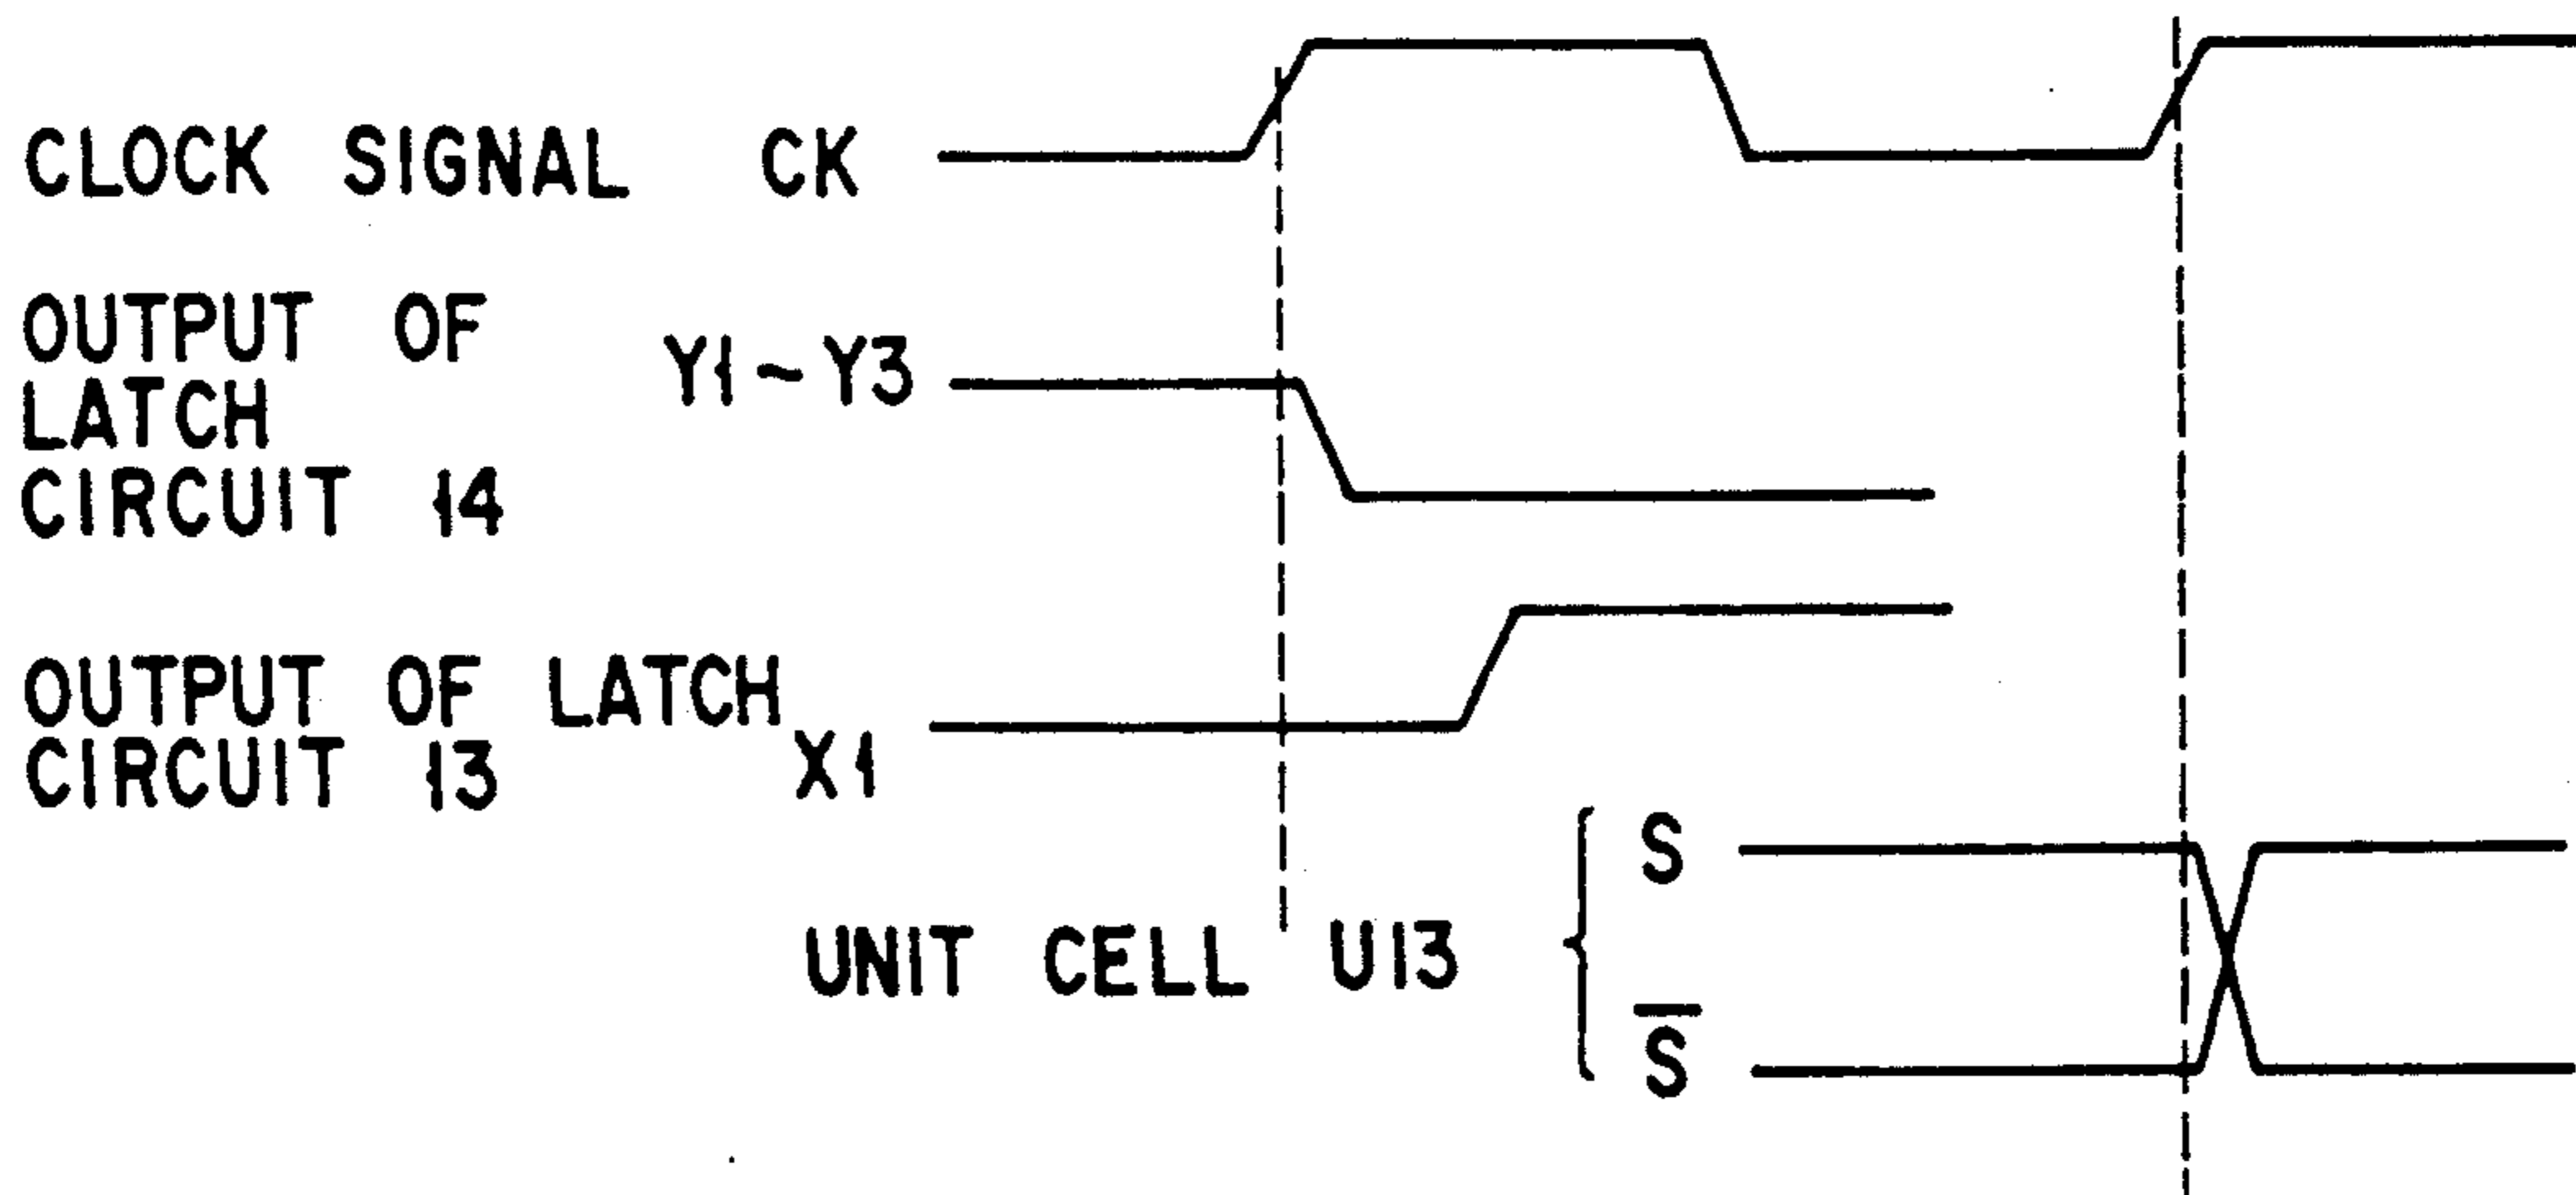 CLOCK SIGNAL CK
OUTPUT OF
LATCH
CIRCUIT 14
Y1~Y3
OUTPUT OF LATCH
CIRCUIT 13
X1
UNIT CELL U13
S
S̅